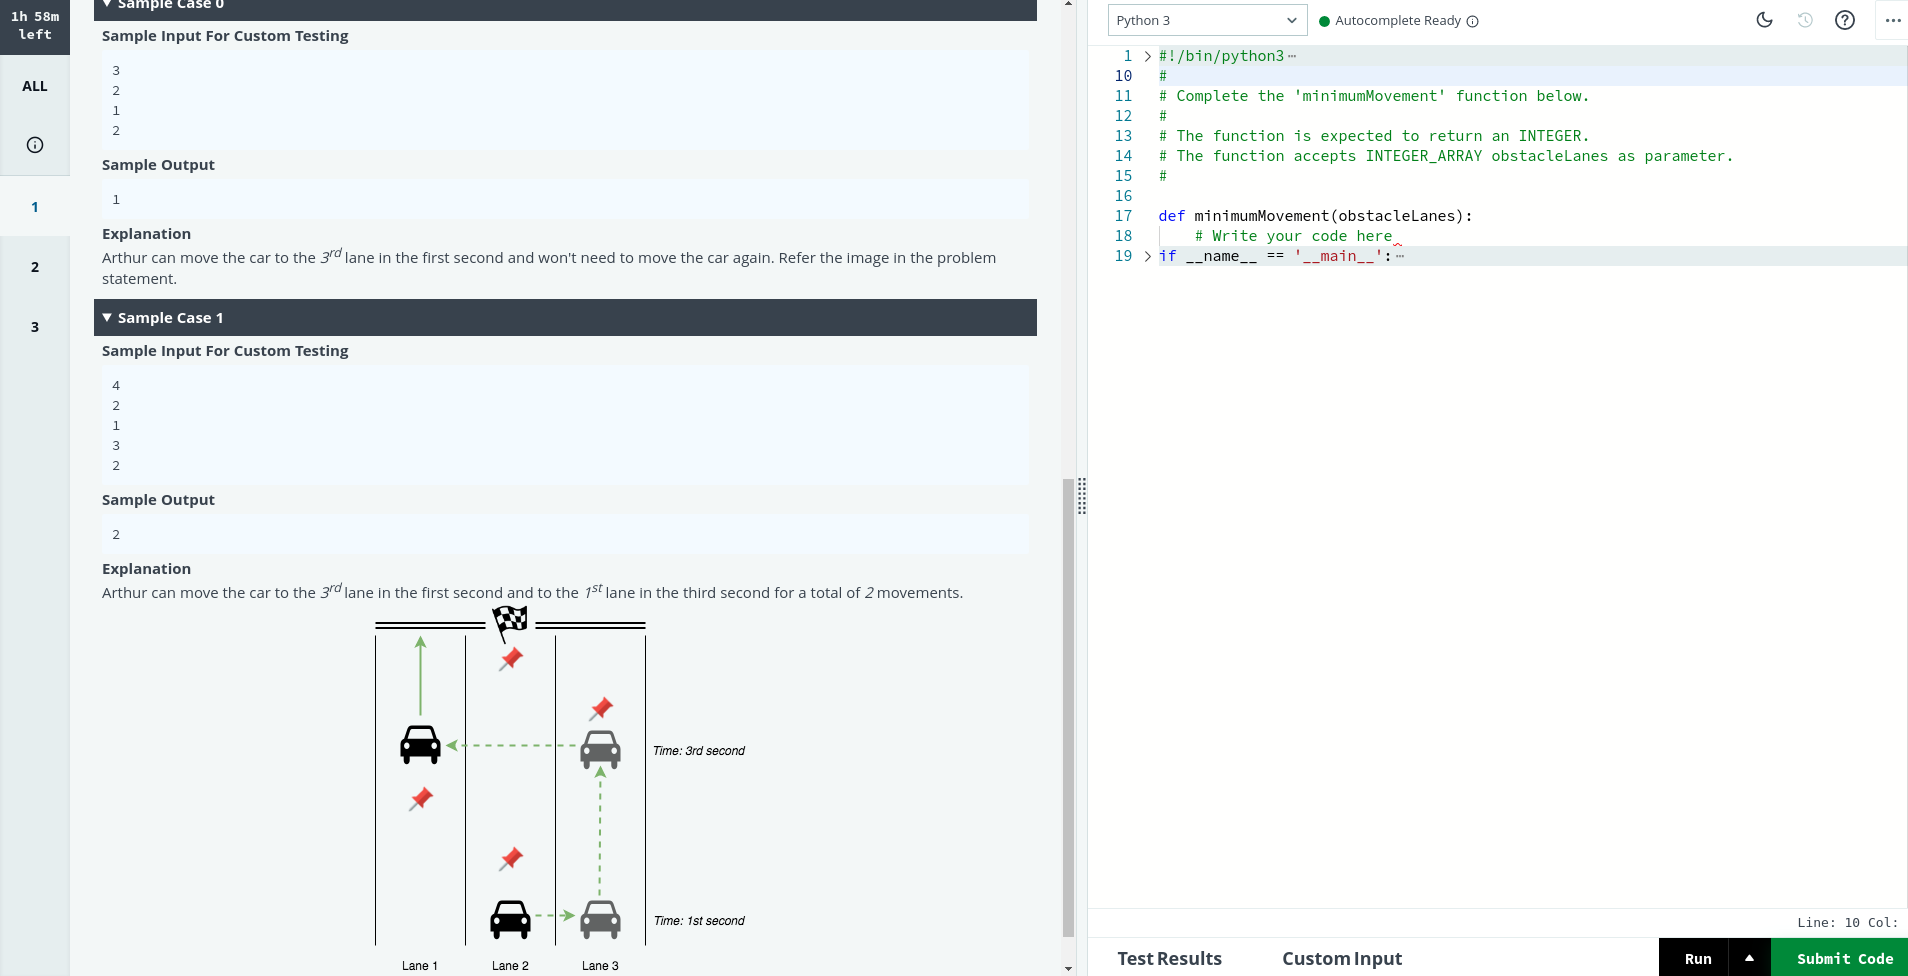 1h 58m
left
ALL
1
2
3
Sample Case 0
Sample Input For Custom Testing
3
2
1
2
Sample Output
1
Explanation
Arthur can move the car to the 3rd lane in the first second and won't need to move the car again. Refer the image in the problem
statement.
Sample Case 1
Sample Input For Custom Testing
4
2
1
3
2
Sample Output
2
Explanation
Arthur can move the car to the 3rd lane in the first second and to the 1st lane in the third second for a total of 2 movements.
Time: 3rd second
Time: 1st second
Lane 1 Lane 2 Lane 3
Python 3
Autocomplete Ready
1 #!/bin/python3
10 #
11 # Complete the 'minimumMovement' function below.
12 #
13 # The function is expected to return an INTEGER.
14 # The function accepts INTEGER_ARRAY obstacleLanes as parameter.
15 #
16
17 def minimumMovement(obstacleLanes):
18     # Write your code here
19 if __name__ == '__main__':
Line: 10 Col:
Test Results Custom Input Run Submit Code